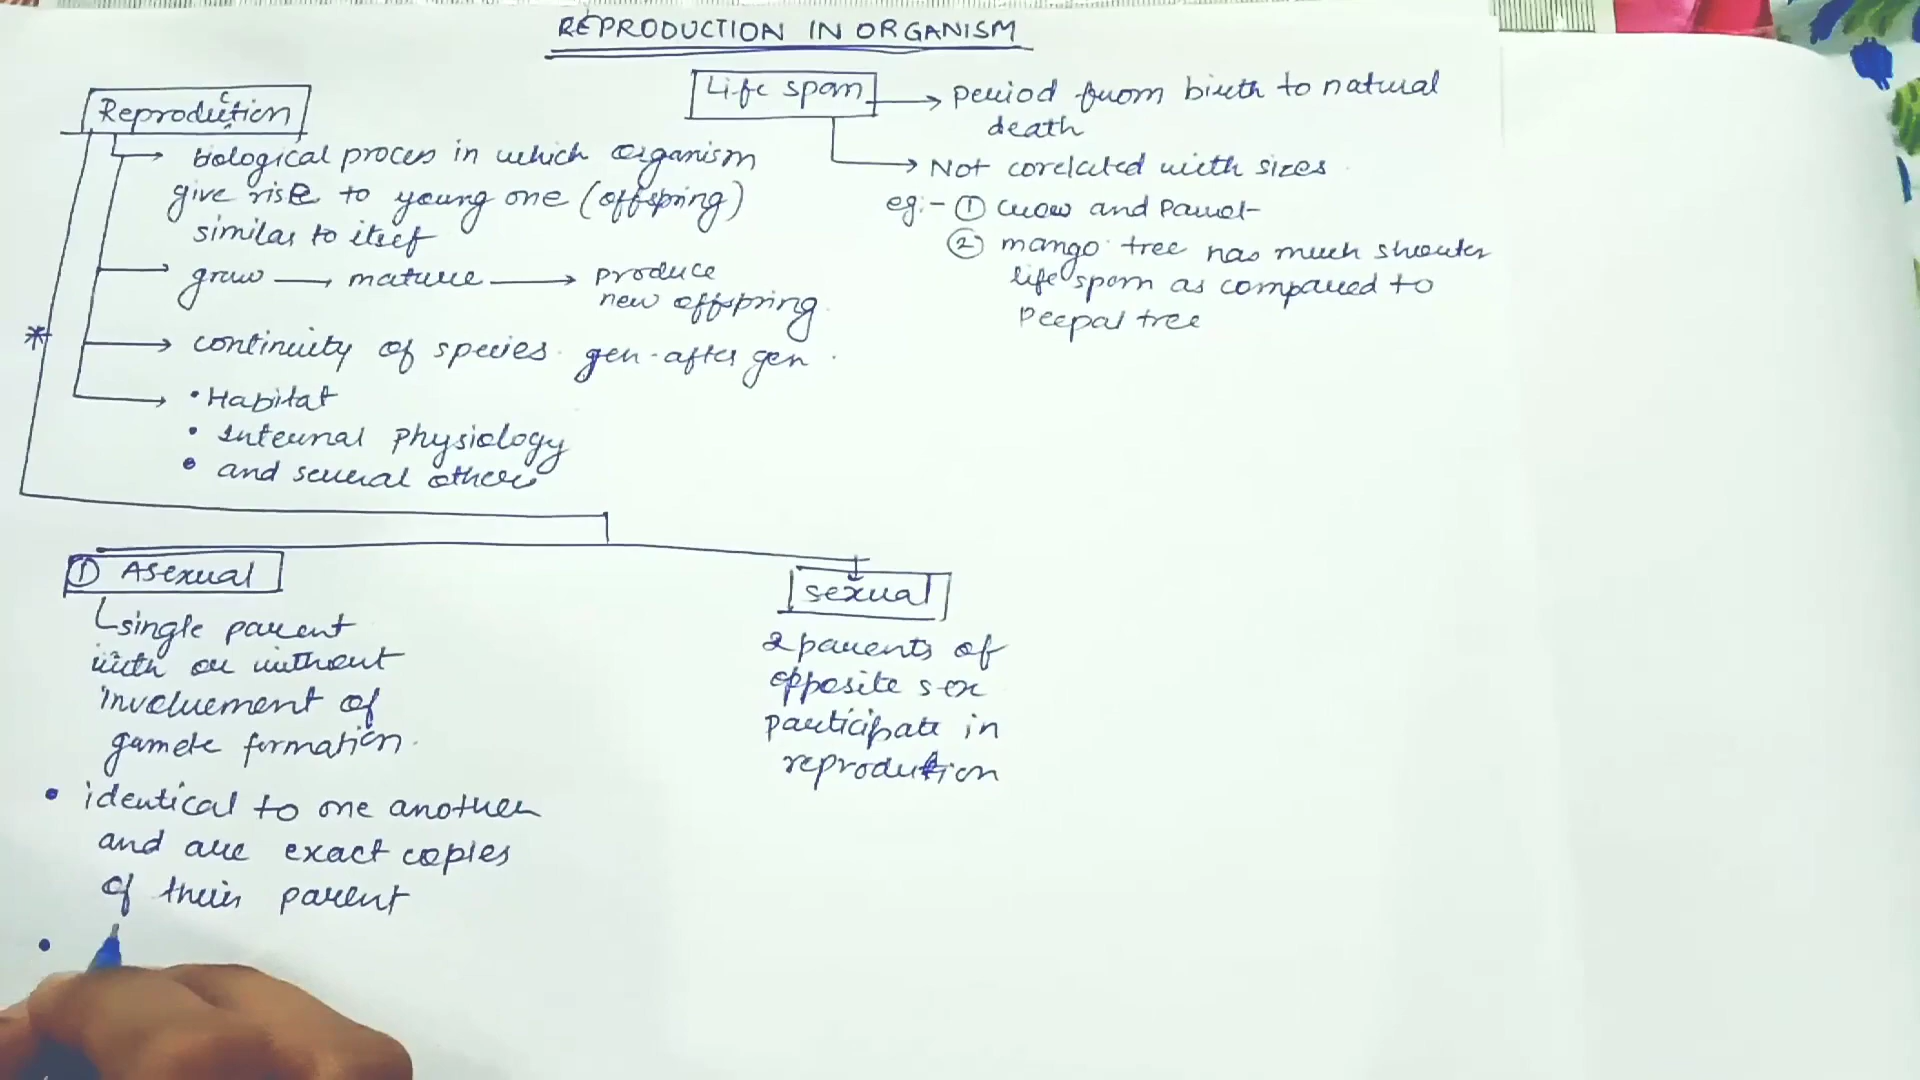 REPRODUCTION IN ORGANISM
Reproduction
biological proces in which organism
give rise to young one (offspring)
similar to itself
grow → mature → produce
new offspring
continuity of species gen. after gen.
• Habitat
• Internal physiology
• and several others
Life span → period from birth to natural
death
Not corelated with sizes
eg:- ① crow and Parrot
② mango tree has much shorter
life span as compared to
Peepal tree
① Asexual
single parent
with or without
involvement of
gamete formation.
• identical to one another
and are exact copies
of their parent
•
sexual
2 parents of
opposite sex
participate in
reproduction